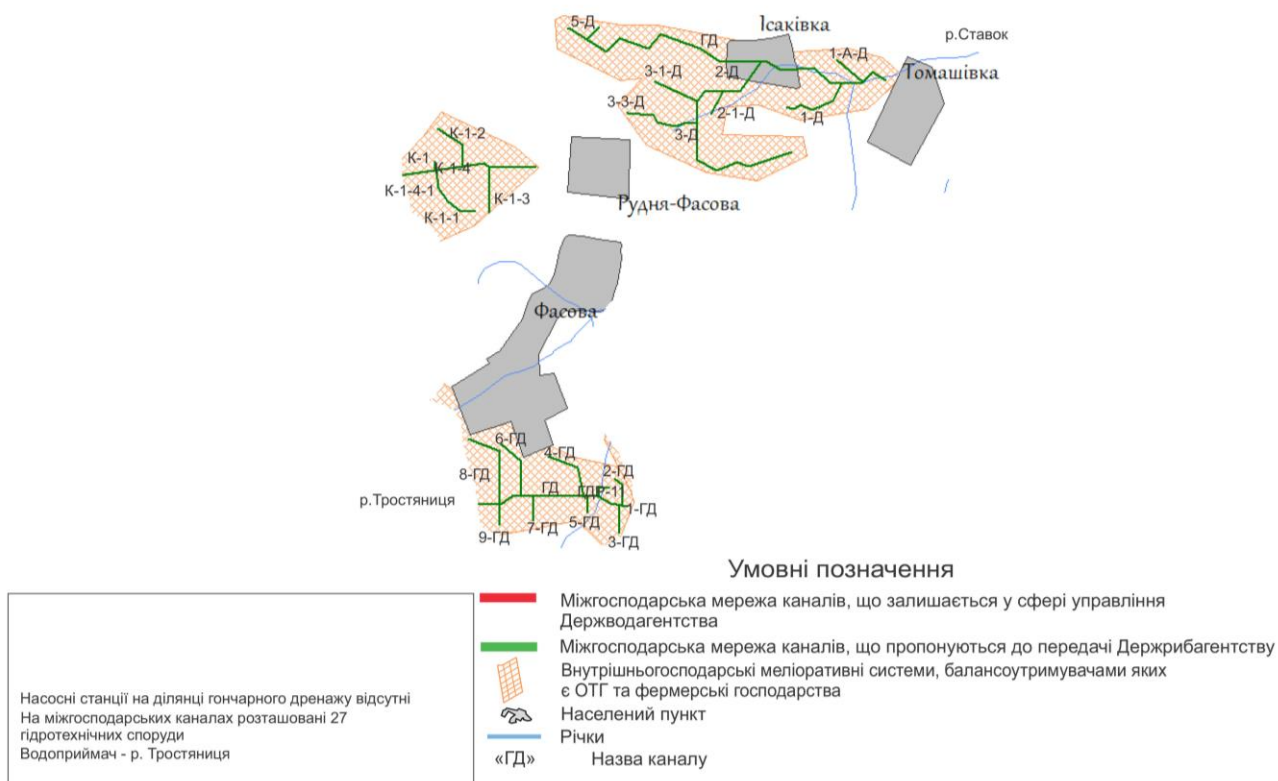 5-Д
ГД
Ісаківка
р.Ставок
1-А-Д
Томашівка
3-1-Д
2-Д
3-3-Д
2-1-Д
1-Д
3-Д
К-1-2
К-1
К-1-4
К-1-4-1
К-1-3
К-1-1
Рудня-Фасова
Фасова
6-ГД
4-ГД
8-ГД
2-ГД
р.Тростяниця
ГД
1-ГД
9-ГД
7-ГД
5-ГД
3-ГД
Умовні позначення
Міжгосподарська мережа каналів, що залишається у сфері управління
Держводагентства
Міжгосподарська мережа каналів, що пропонуються до передачі Держрибагентству
Внутрішньогосподарські меліоративні системи, балансоутримувачами яких
є ОТГ та фермерські господарства
Населений пункт
Річки
«ГД» Назва каналу
Насосні станції на ділянці гончарного дренажу відсутні
На міжгосподарських каналах розташовані 27
гідротехнічних споруди
Водоприймач - р. Тростяниця